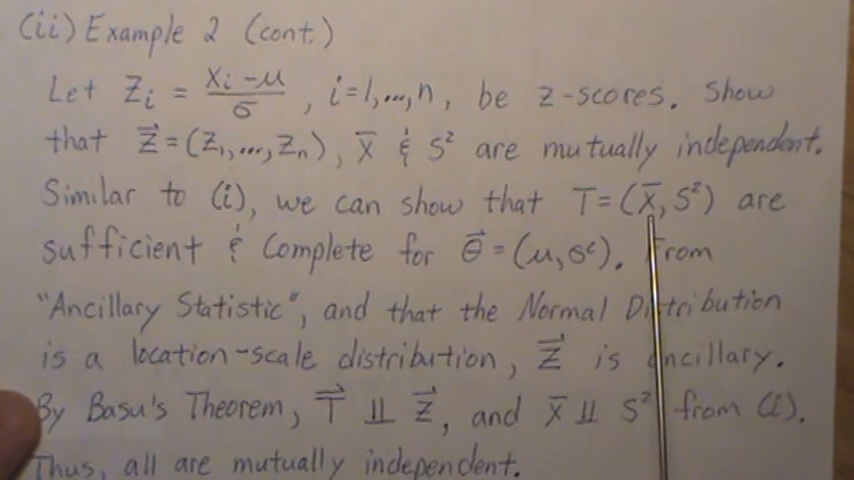 (ii) Example 2 (cont.)
Let Zᵢ = (Xᵢ-μ)/σ, i=1,...,n, be z-scores. Show
that Z⃗ = (Z₁,...,Zₙ), X̄ & S² are mutually independent.
Similar to (i), we can show that T=(X̄, S²) are
sufficient & Complete for θ⃗ = (μ,σ²). From
"Ancillary Statistic", and that the Normal Distribution
is a location-scale distribution, Z⃗ is ancillary.
By Basu's Theorem, T⃗ ⫫ Z⃗, and X̄ ⫫ S² from (i).
Thus, all are mutually independent.